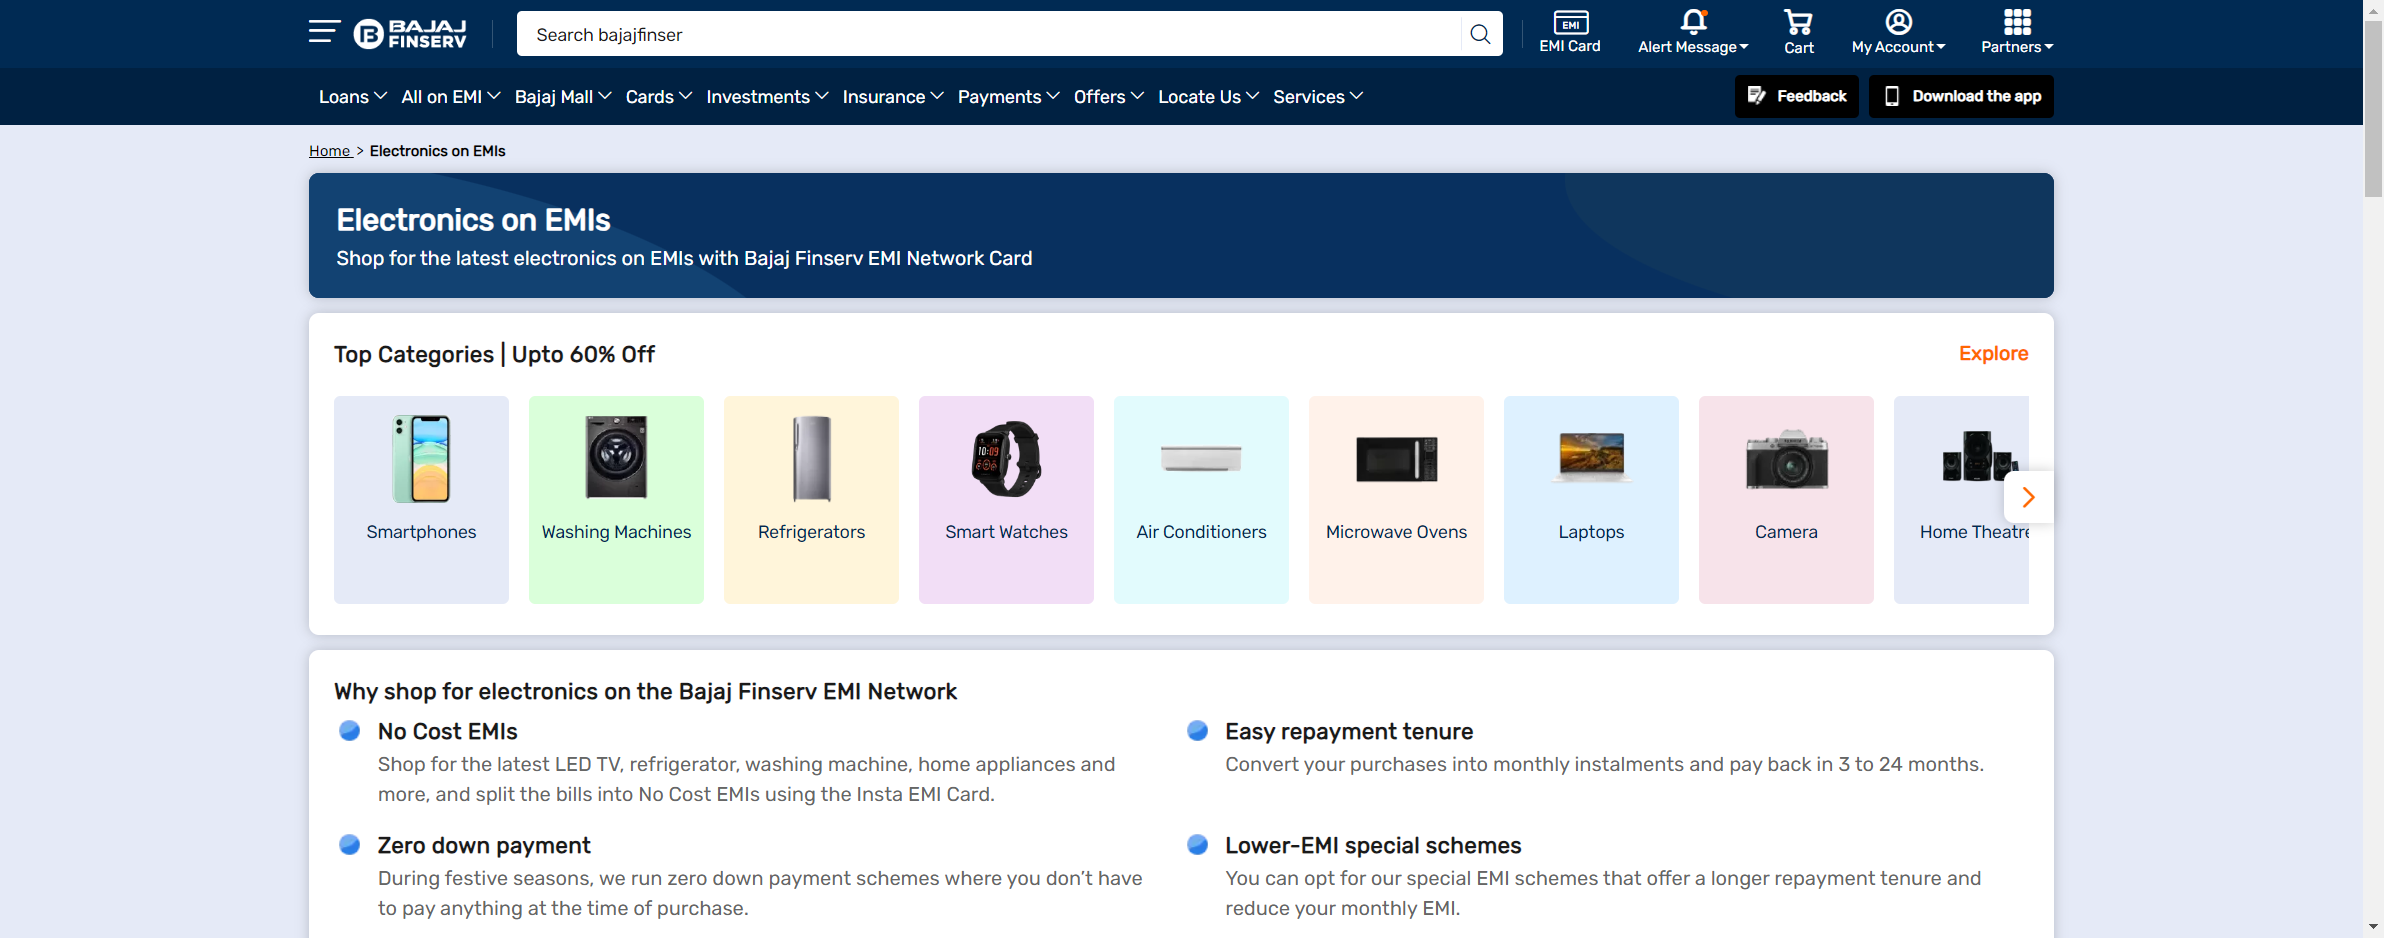 BAJAJ
FINSERV
Search bajajfinser
EMI
EMI Card
Alert Message
Cart
My Account
Partners
Loans All on EMI Bajaj Mall Cards Investments Insurance Payments Offers Locate Us Services
Feedback
Download the app
Home > Electronics on EMIs
Electronics on EMIs
Shop for the latest electronics on EMIs with Bajaj Finserv EMI Network Card
Top Categories | Upto 60% Off
Explore
10:09
Smartphones
Washing Machines
Refrigerators
Smart Watches
Air Conditioners
Microwave Ovens
Laptops
Camera
Home Theatre
Why shop for electronics on the Bajaj Finserv EMI Network
No Cost EMIs
Shop for the latest LED TV, refrigerator, washing machine, home appliances and
more, and split the bills into No Cost EMIs using the Insta EMI Card.
Easy repayment tenure
Convert your purchases into monthly instalments and pay back in 3 to 24 months.
Zero down payment
During festive seasons, we run zero down payment schemes where you don’t have
to pay anything at the time of purchase.
Lower-EMI special schemes
You can opt for our special EMI schemes that offer a longer repayment tenure and
reduce your monthly EMI.